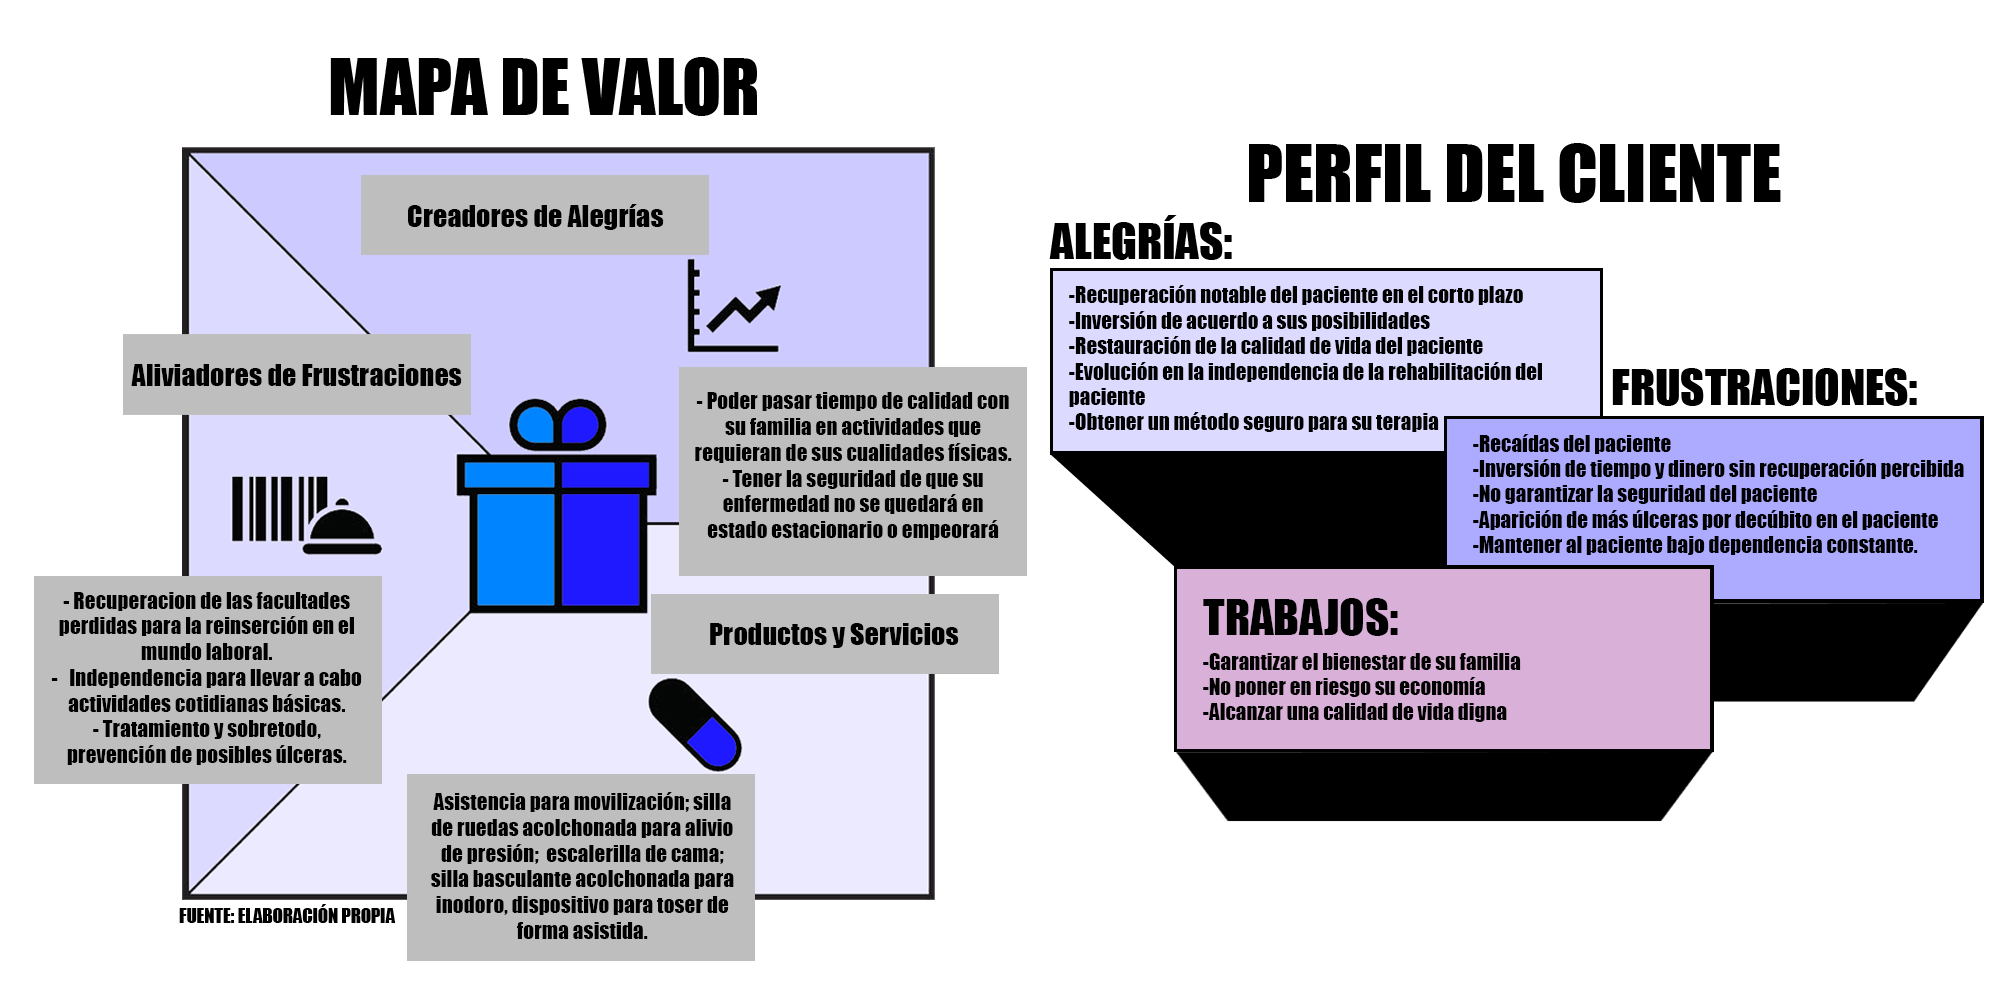 MAPA DE VALOR
Creadores de Alegrías
Aliviadores de Frustraciones
- Poder pasar tiempo de calidad con
su familia en actividades que
requieran de sus cualidades físicas.
- Tener la seguridad de que su
enfermedad no se quedará en
estado estacionario o empeorará
- Recuperacion de las facultades
perdidas para la reinserción en el
mundo laboral.
- Independencia para llevar a cabo
actividades cotidianas básicas.
- Tratamiento y sobretodo,
prevención de posibles úlceras.
Productos y Servicios
Asistencia para movilización; silla
de ruedas acolchonada para alivio
de presión; escalerilla de cama;
silla basculante acolchonada para
inodoro, dispositivo para toser de
forma asistida.
FUENTE: ELABORACIÓN PROPIA
PERFIL DEL CLIENTE
ALEGRÍAS:
-Recuperación notable del paciente en el corto plazo
-Inversión de acuerdo a sus posibilidades
-Restauración de la calidad de vida del paciente
-Evolución en la independencia de la rehabilitación del
paciente
-Obtener un método seguro para su terapia
FRUSTRACIONES:
-Recaídas del paciente
-Inversión de tiempo y dinero sin recuperación percibida
-No garantizar la seguridad del paciente
-Aparición de más úlceras por decúbito en el paciente
-Mantener al paciente bajo dependencia constante.
TRABAJOS:
-Garantizar el bienestar de su familia
-No poner en riesgo su economía
-Alcanzar una calidad de vida digna